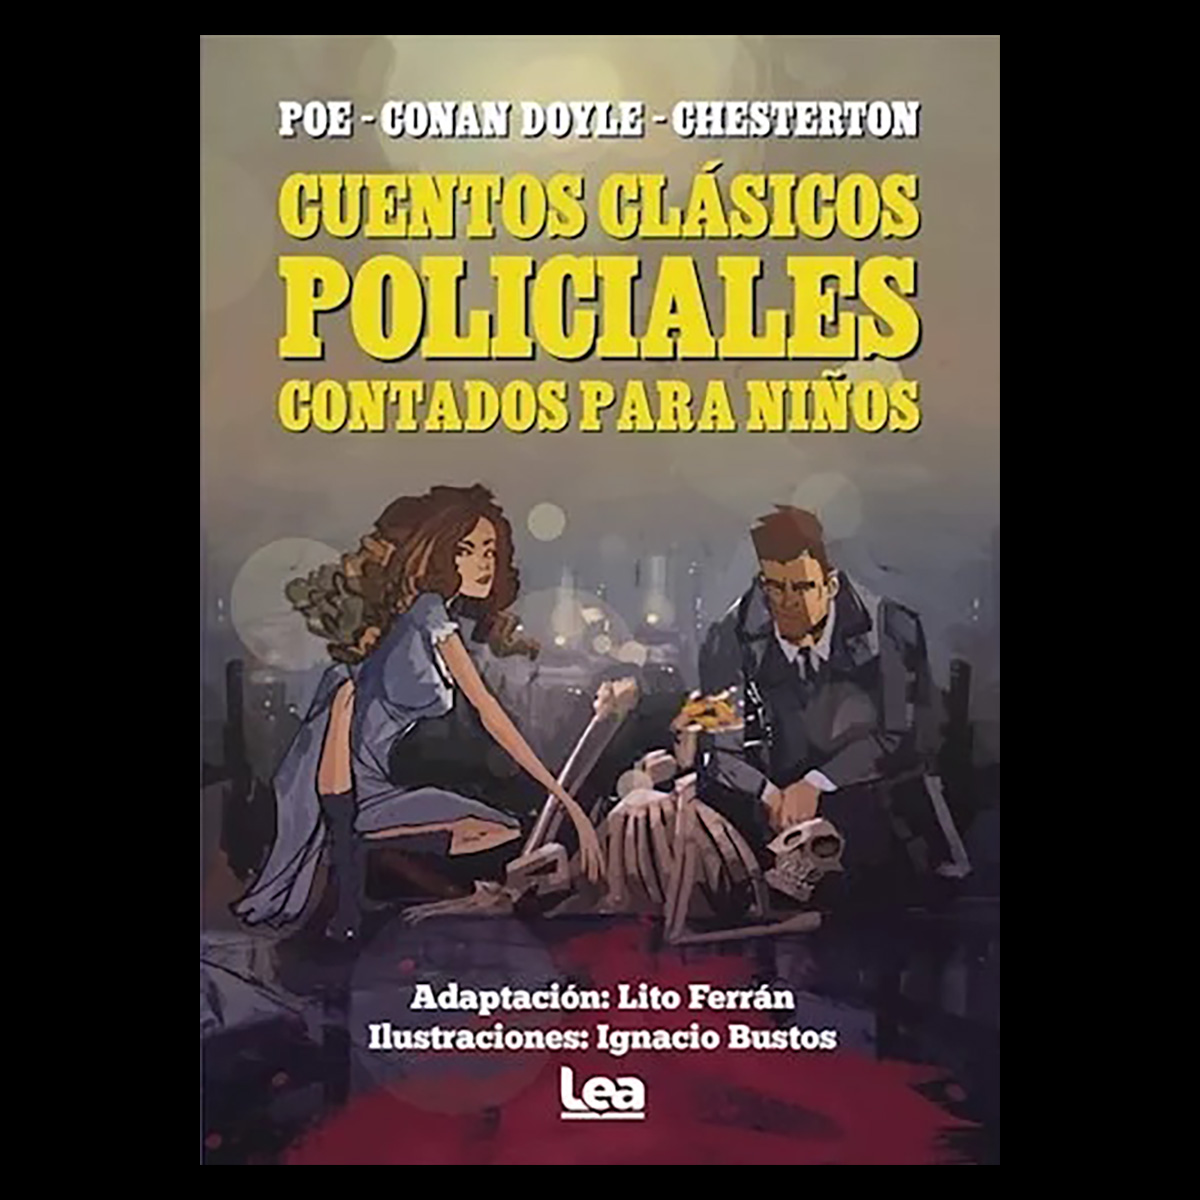 POE - CONAN DOYLE - CHESTERTON
CUENTOS CLÁSICOS
POLICIALES
CONTADOS PARA NIÑOS
Adaptación: Lito Ferrán
Ilustraciones: Ignacio Bustos
Lea